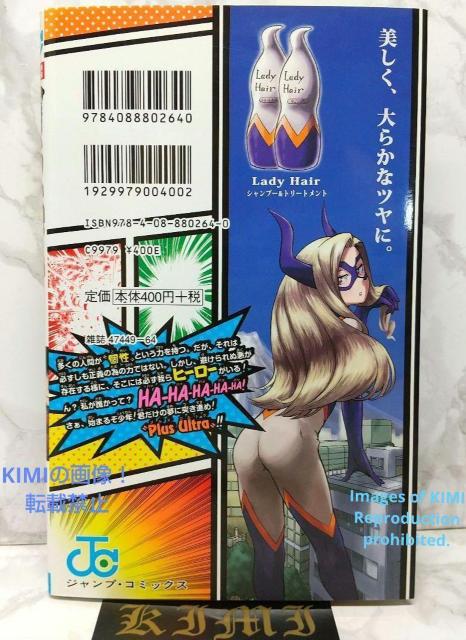 9784088802640
1929979004002
ISBN978-4-08-880264-0
C9979 ¥400E
定価 本体400円+税
雑誌 47449-64
多くの人間が“個性”という力を持つ。だが、それは
必ずしも正義の為の力ではない。しかし、避けられぬ悪が
存在する様に、そこには必ず我らヒーローがいる!
ん? 私が誰かって? HA-HA-HA-HA-HA!
さぁ、始まるぞ少年! 君だけの夢に突き進め!
“Plus Ultra”!!
JC
ジャンプ・コミックス
美しく、大らかなツヤに。
Lady
Hair
Lady
Hair
Lady Hair
シャンプー&トリートメント
KIMIの画像!
転載禁止
Images of KIMI
Reproduction
prohibited.
KIMI